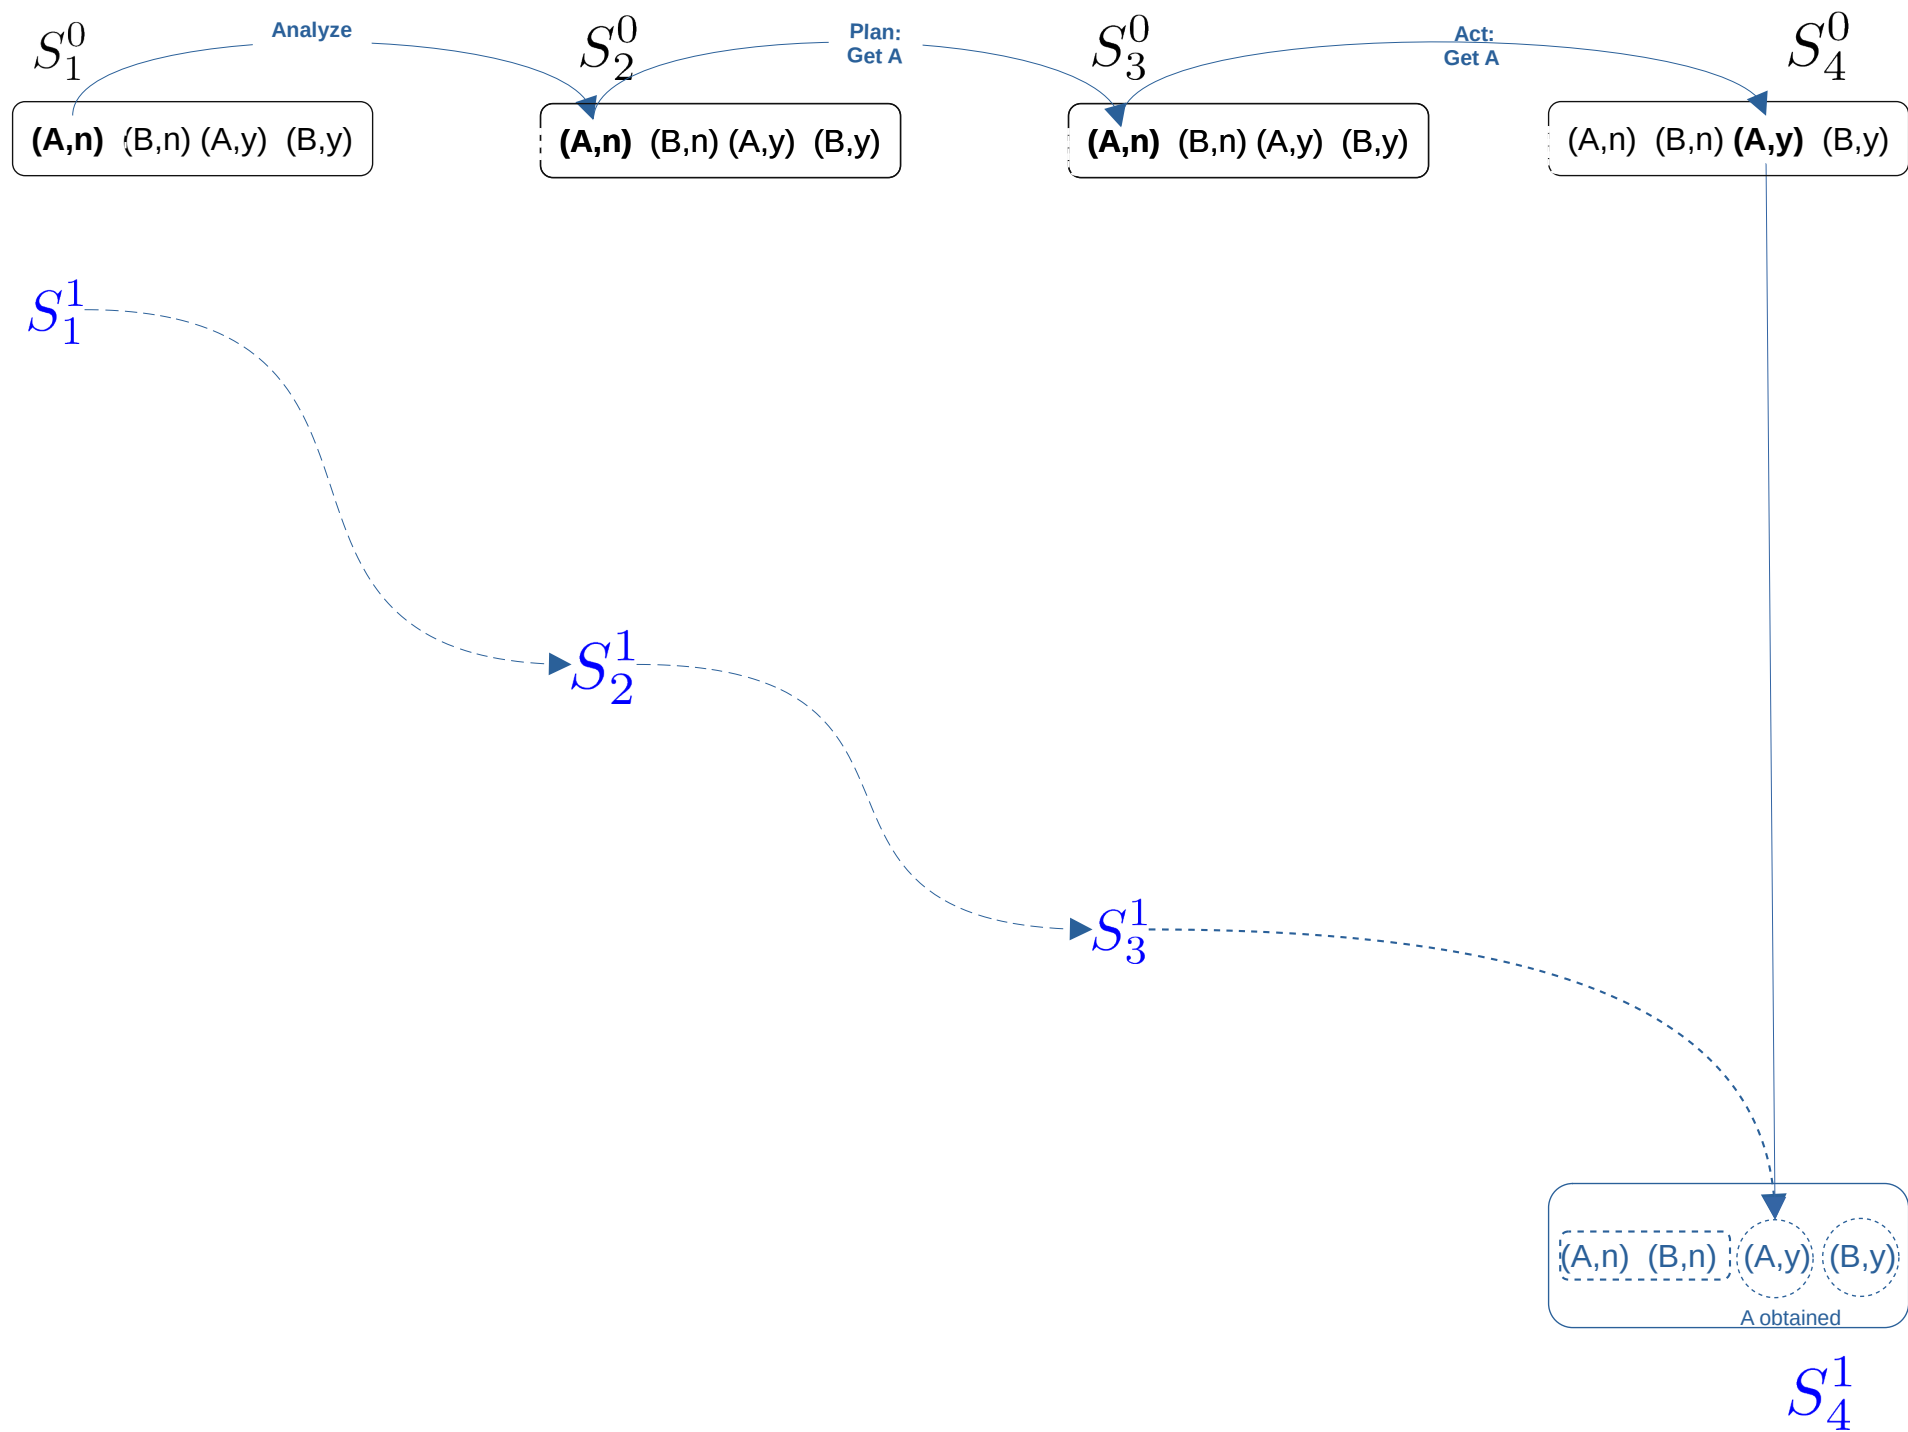 S_1^0 Analyze S_2^0 Plan: S_3^0 Act: S_4^0
Get A Get A
(A,n) (B,n) (A,y) (B,y) (A,n) (B,n) (A,y) (B,y) (A,n) (B,n) (A,y) (B,y) (A,n) (B,n) (A,y) (B,y)
S_1^1
S_2^1
S_3^1
(A,n) (B,n) (A,y) (B,y)
A obtained
S_4^1